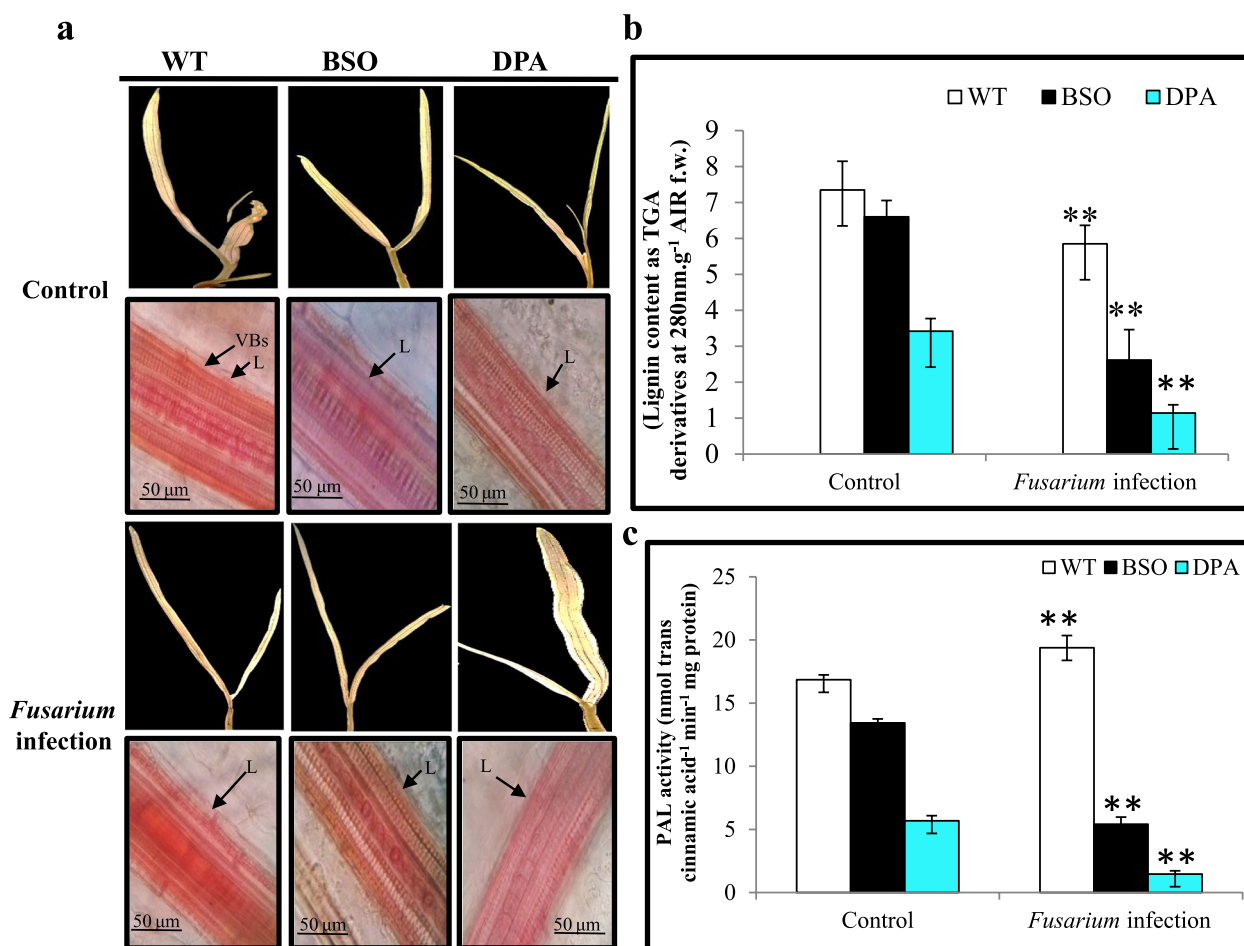 a
WT BSO DPA
Control
VBs
L
50 µm
L
50 µm
L
50 µm
Fusarium
infection
L
50 µm
L
50 µm
L
50 µm
b
WT BSO DPA
(Lignin content as TGA
derivatives at 280nm.g-1 AIR f.w.)
9
8
7
6
5
4
3
2
1
0
**
**
**
Control Fusarium infection
c
WT BSO DPA
PAL activity (nmol trans
cinnamic acid-1 min-1 mg protein)
25
20
15
10
5
0
**
**
**
Control Fusarium infection